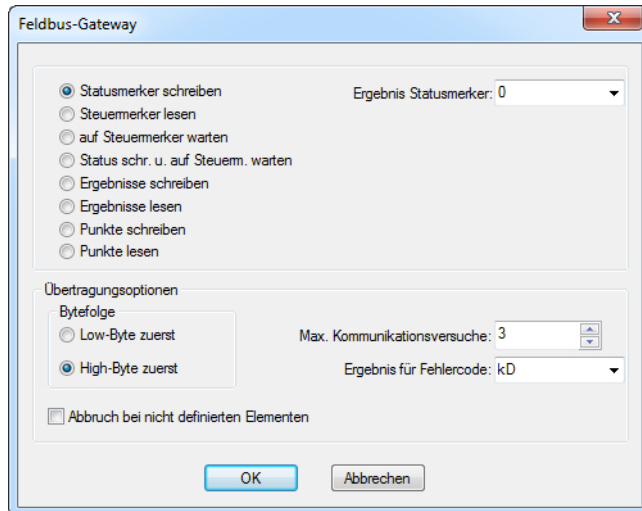 Feldbus-Gateway
Statusmerker schreiben
Ergebnis Statusmerker: 0
Steuermerker lesen
auf Steuermerker warten
Status schr. u. auf Steuerm. warten
Ergebnisse schreiben
Ergebnisse lesen
Punkte schreiben
Punkte lesen
Übertragungsoptionen
Bytefolge
Low-Byte zuerst
Max. Kommunikationsversuche: 3
High-Byte zuerst
Ergebnis für Fehlercode: kD
Abbruch bei nicht definierten Elementen
OK Abbrechen